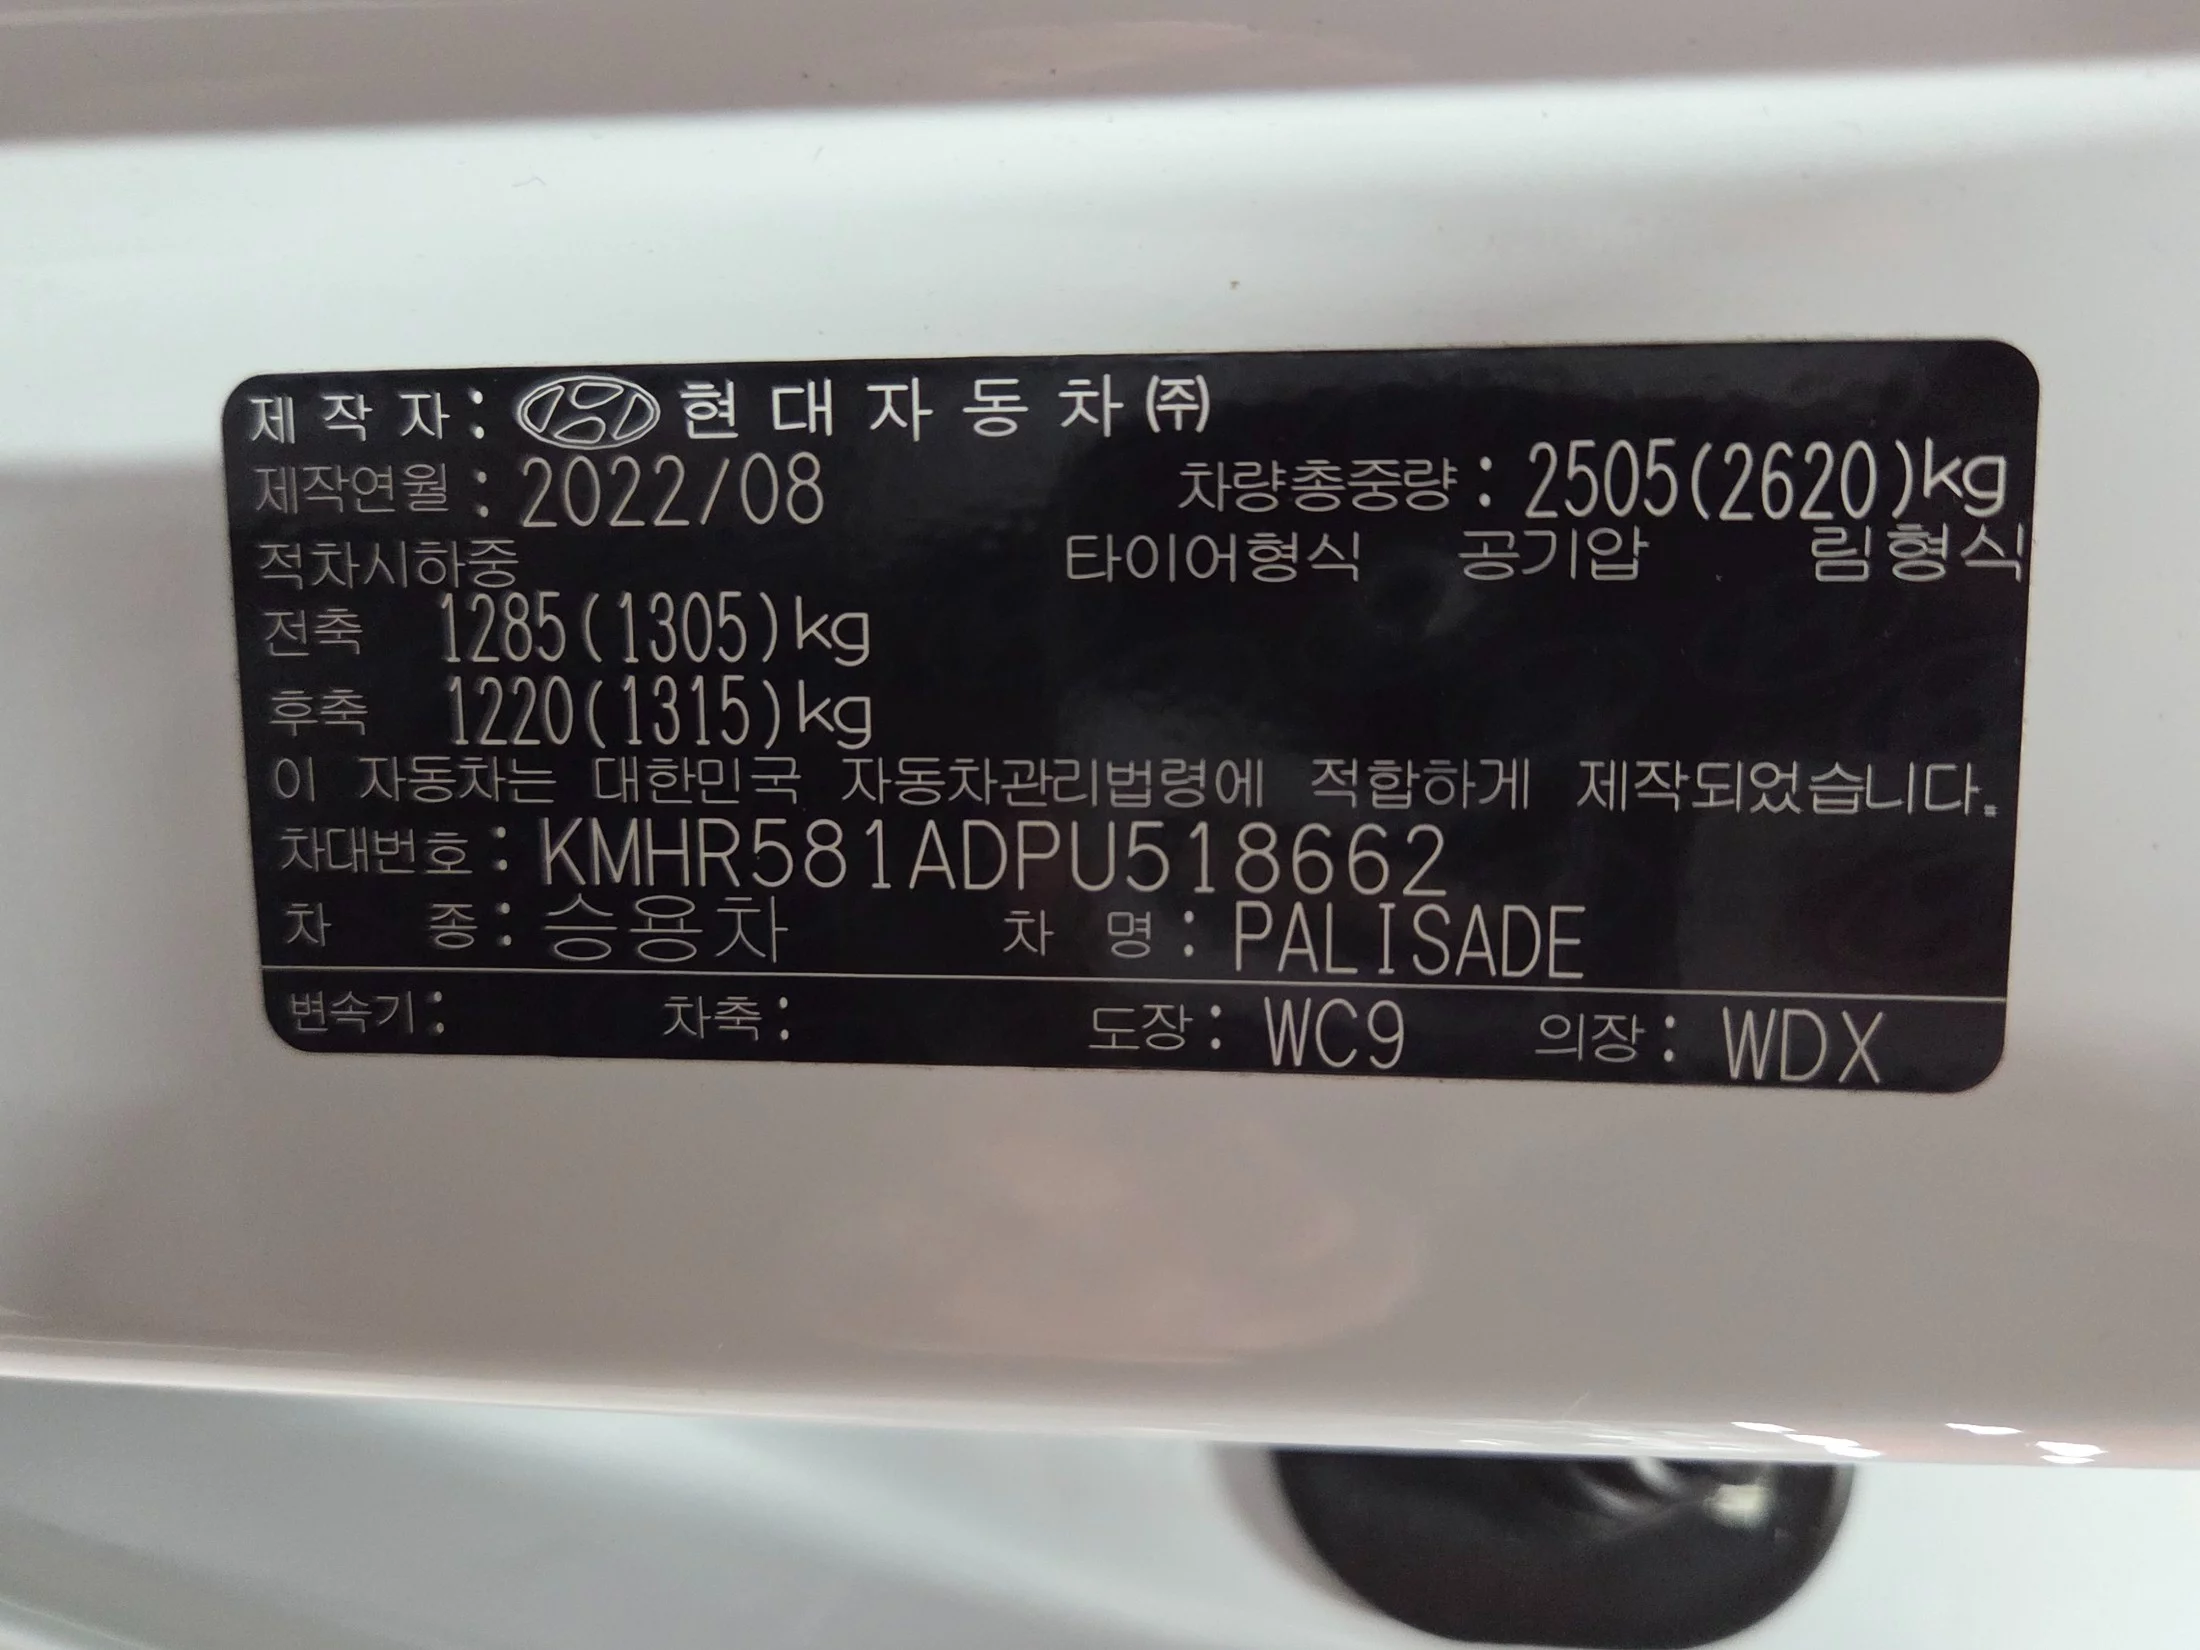 제 작 자 : 현 대 자 동 차 ㈜
제작연월 : 2022/08 차량총중량 : 2505(2620)kg
적차시하중 타이어형식 공기압 림형식
전축 1285(1305)kg
후축 1220(1315)kg
이 자동차는 대한민국 자동차관리법령에 적합하게 제작되었습니다.
차대번호 : KMHR581ADPU518662
차 종 : 승용차 차 명 : PALISADE
변속기 : 차축 : 도장 : WC9 의장 : WDX